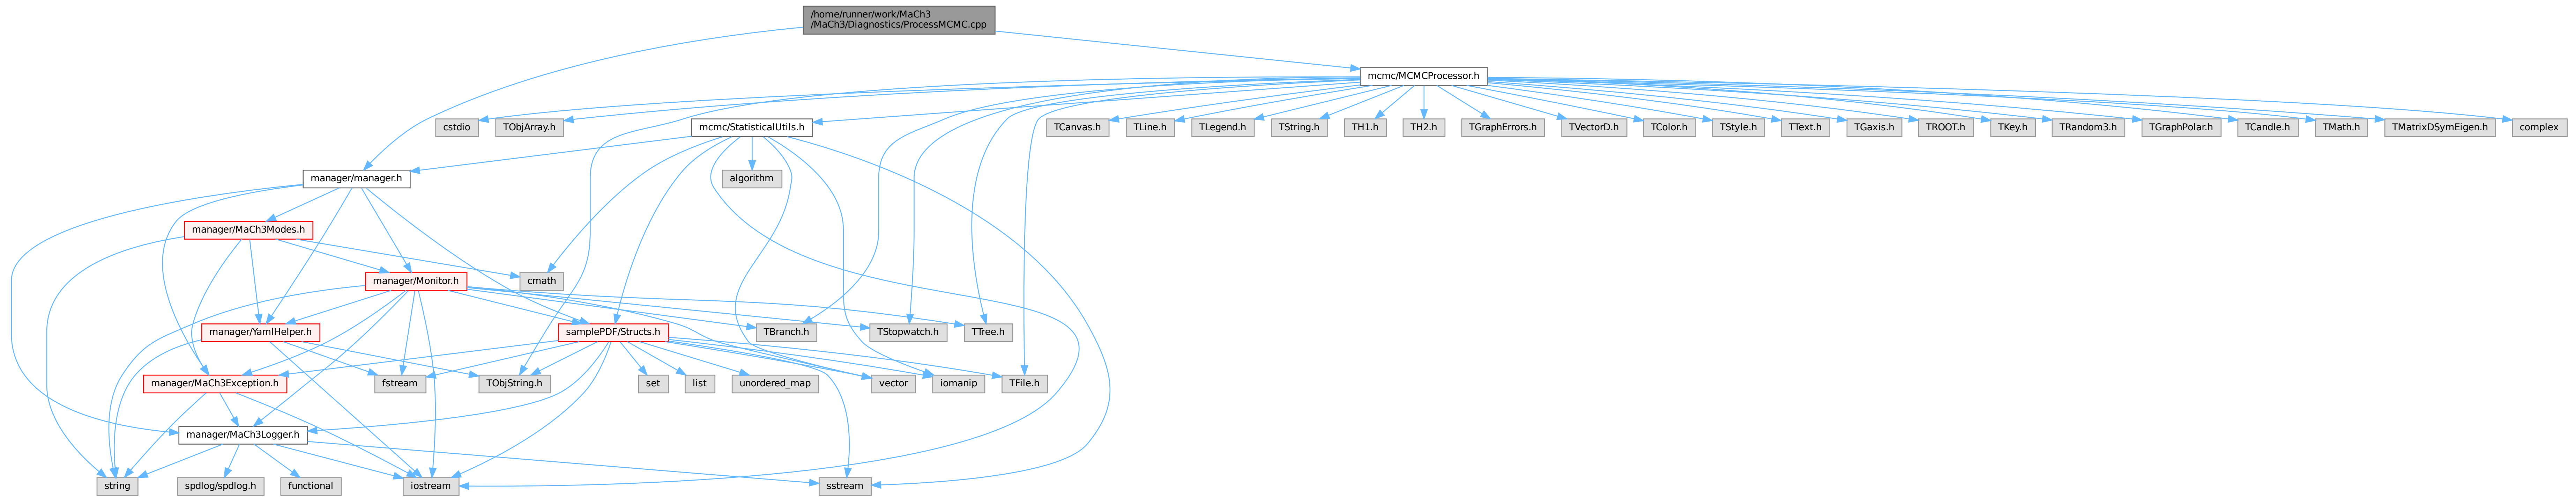 /home/runner/work/MaCh3
/MaCh3/Diagnostics/ProcessMCMC.cpp
mcmc/MCMCProcessor.h
cstdio
TObjArray.h
mcmc/StatisticalUtils.h
TCanvas.h
TLine.h
TLegend.h
TString.h
TH1.h
TH2.h
TGraphErrors.h
TVectorD.h
TColor.h
TStyle.h
TText.h
TGaxis.h
TROOT.h
TKey.h
TRandom3.h
TGraphPolar.h
TCandle.h
TMath.h
TMatrixDSymEigen.h
complex
manager/manager.h
algorithm
manager/MaCh3Modes.h
manager/Monitor.h
cmath
manager/YamlHelper.h
samplePDF/Structs.h
TBranch.h
TStopwatch.h
TTree.h
manager/MaCh3Exception.h
fstream
TObjString.h
set
list
unordered_map
vector
iomanip
TFile.h
manager/MaCh3Logger.h
string
spdlog/spdlog.h
functional
iostream
sstream